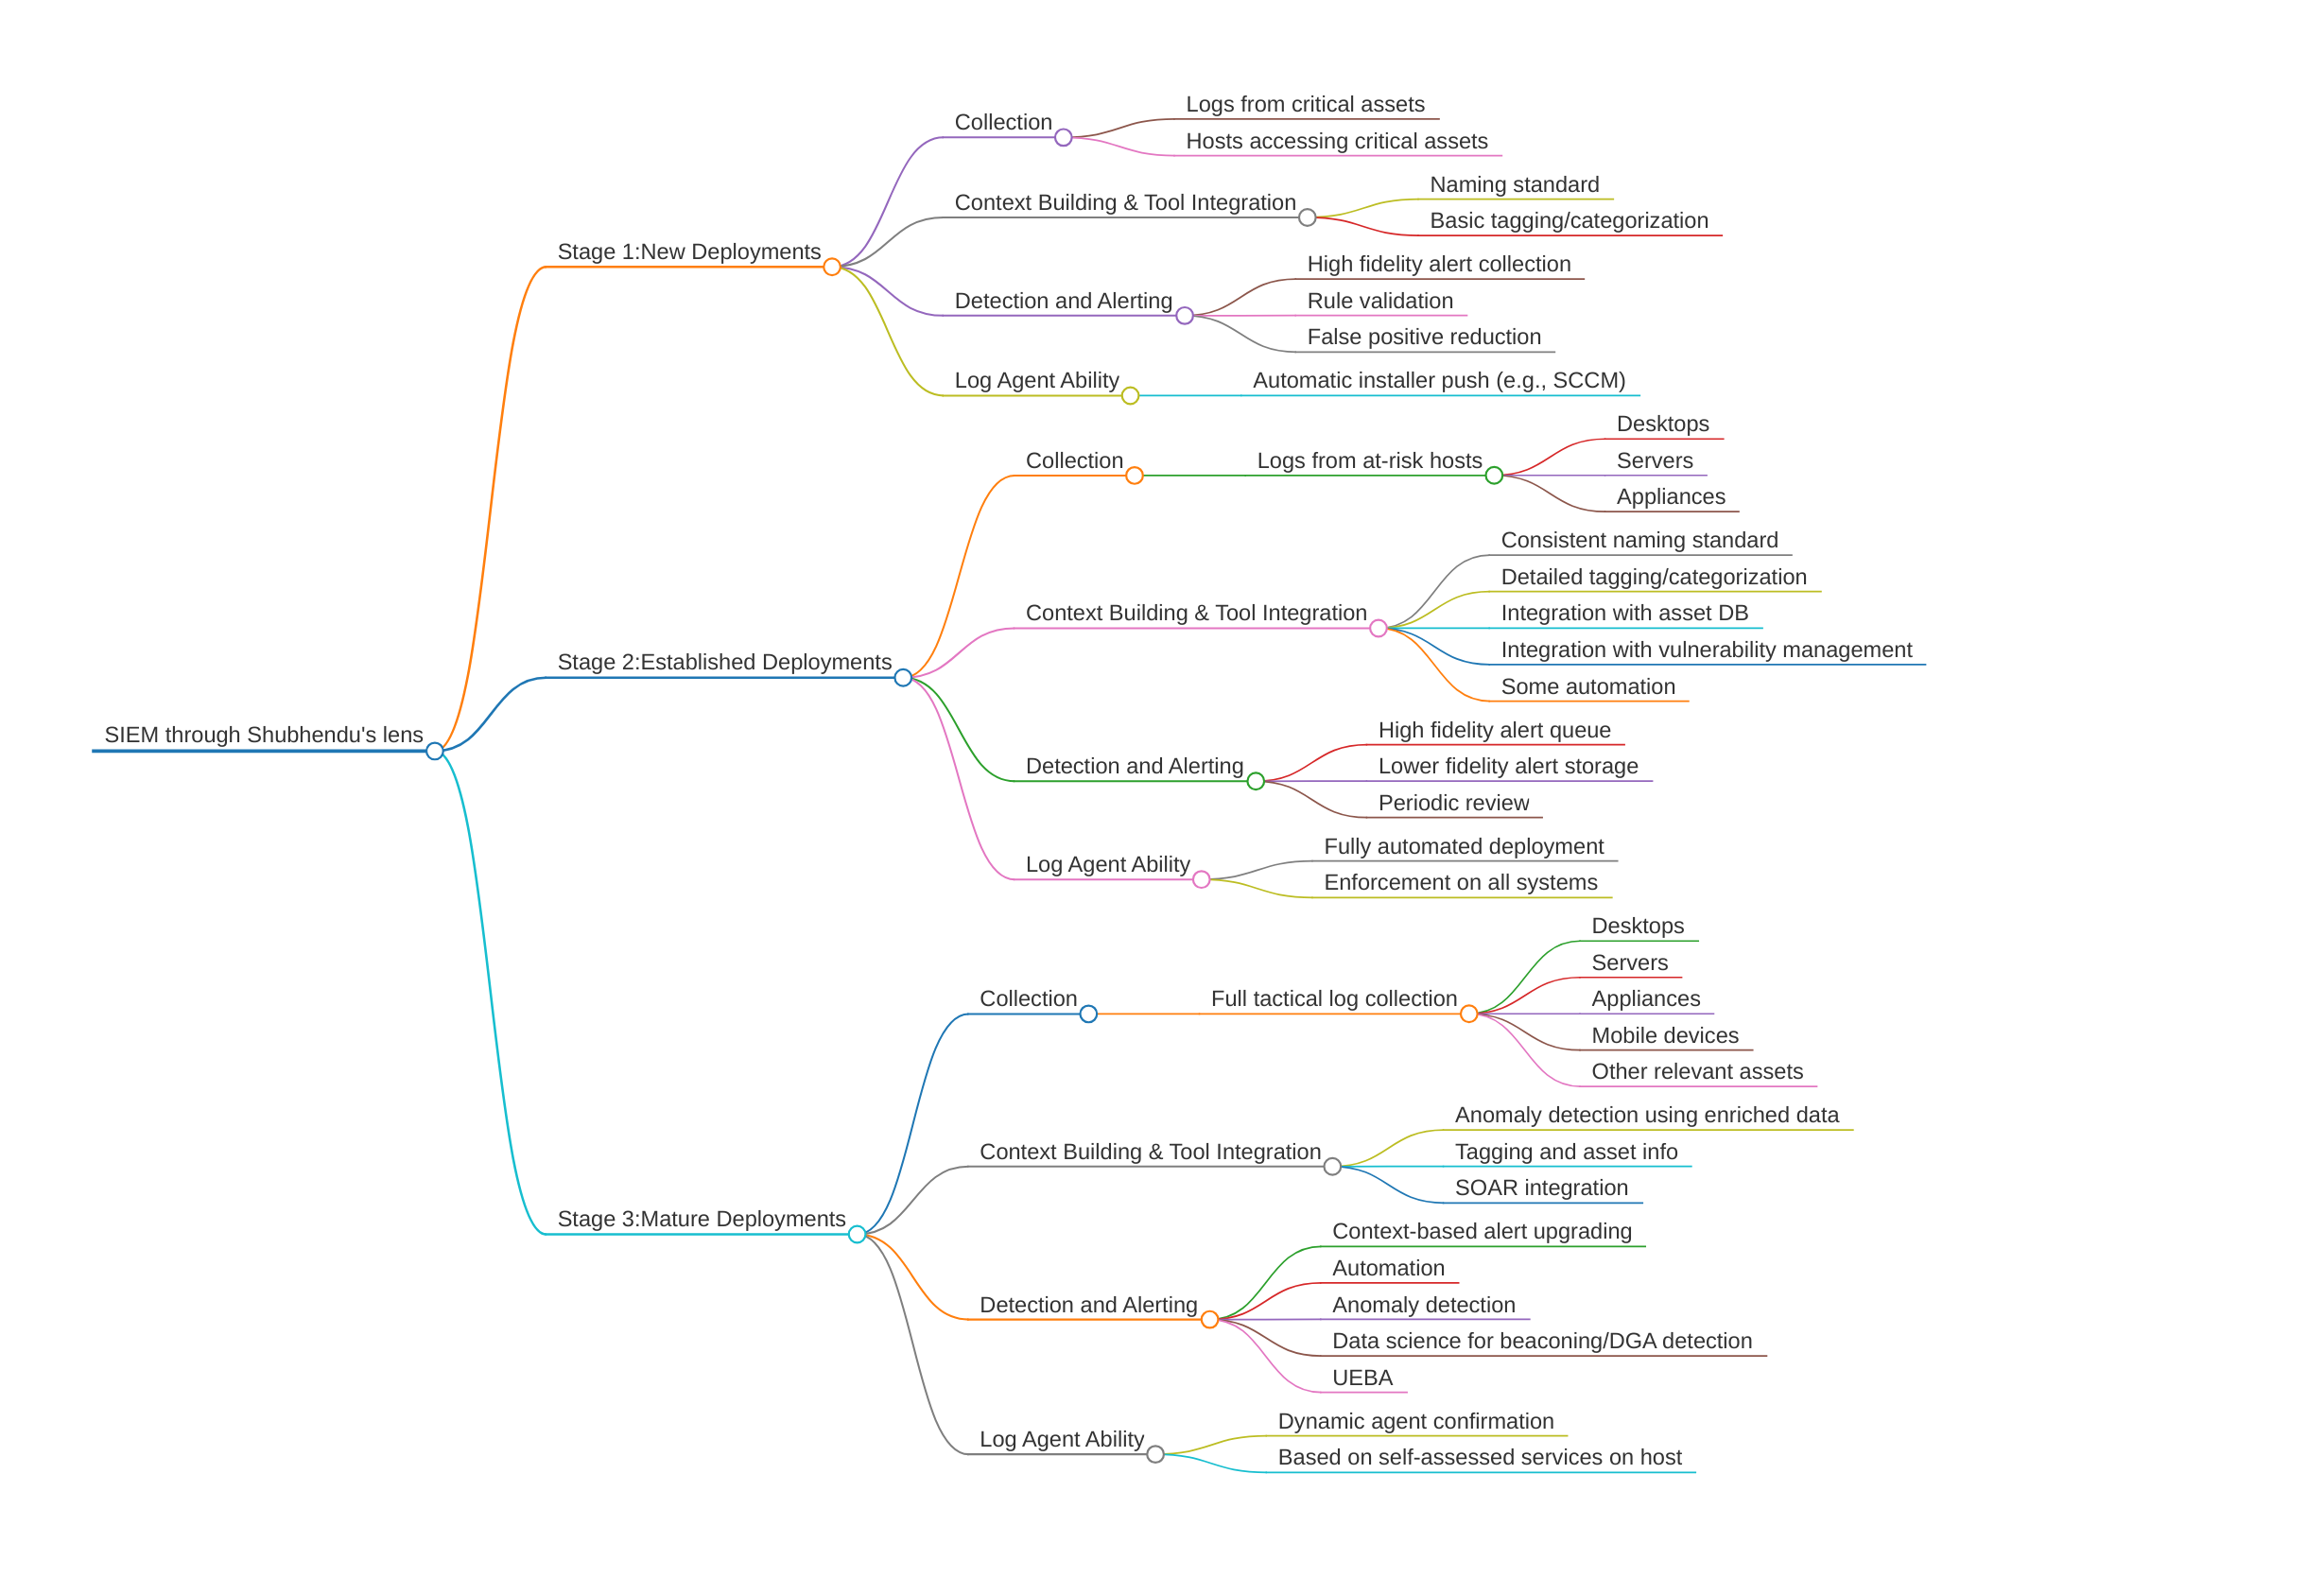 SIEM through Shubhendu's lens
Stage 1:New Deployments
Collection
Logs from critical assets
Hosts accessing critical assets
Context Building & Tool Integration
Naming standard
Basic tagging/categorization
Detection and Alerting
High fidelity alert collection
Rule validation
False positive reduction
Log Agent Ability
Automatic installer push (e.g., SCCM)
Stage 2:Established Deployments
Collection
Logs from at-risk hosts
Desktops
Servers
Appliances
Context Building & Tool Integration
Consistent naming standard
Detailed tagging/categorization
Integration with asset DB
Integration with vulnerability management
Some automation
Detection and Alerting
High fidelity alert queue
Lower fidelity alert storage
Periodic review
Log Agent Ability
Fully automated deployment
Enforcement on all systems
Stage 3:Mature Deployments
Collection
Full tactical log collection
Desktops
Servers
Appliances
Mobile devices
Other relevant assets
Context Building & Tool Integration
Anomaly detection using enriched data
Tagging and asset info
SOAR integration
Detection and Alerting
Context-based alert upgrading
Automation
Anomaly detection
Data science for beaconing/DGA detection
UEBA
Log Agent Ability
Dynamic agent confirmation
Based on self-assessed services on host